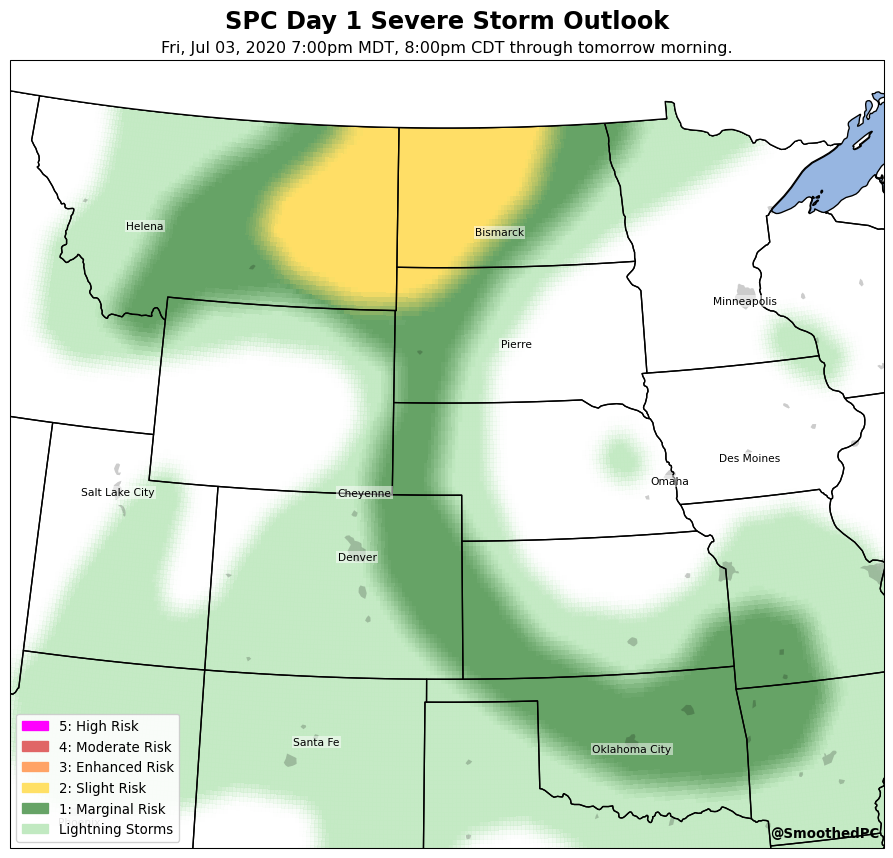 SPC Day 1 Severe Storm Outlook
Fri, Jul 03, 2020 7:00pm MDT, 8:00pm CDT through tomorrow morning.
Helena
Bismarck
Minneapolis
Pierre
Des Moines
Omaha
Salt Lake City
Cheyenne
Denver
Santa Fe
Oklahoma City
5: High Risk
4: Moderate Risk
3: Enhanced Risk
2: Slight Risk
1: Marginal Risk
Lightning Storms
@SmoothedPC